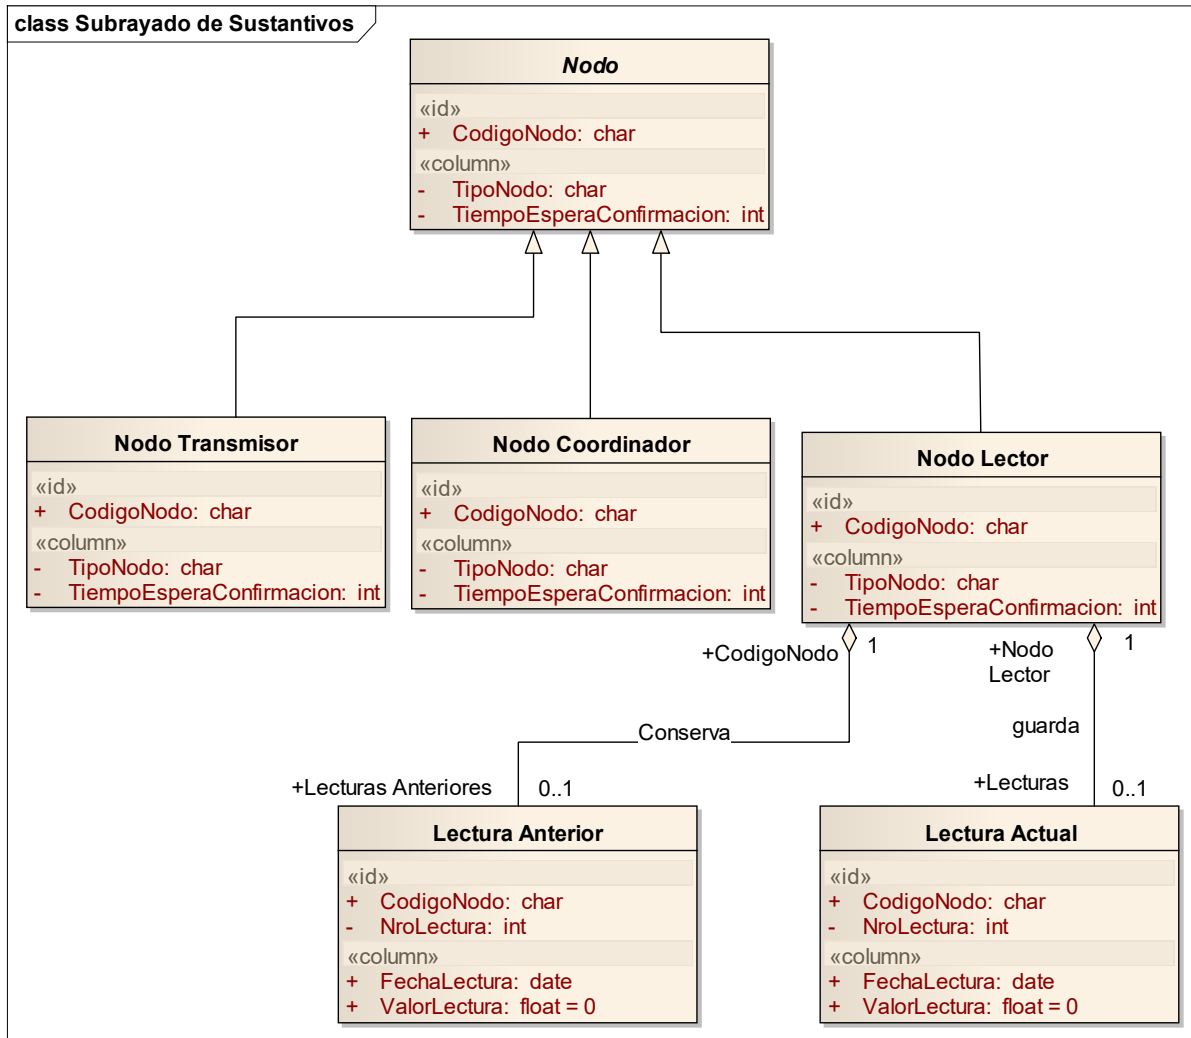 class Subrayado de Sustantivos
Nodo
«id»
+ CodigoNodo: char
«column»
- TipoNodo: char
- TiempoEsperaConfirmacion: int
Nodo Transmisor
«id»
+ CodigoNodo: char
«column»
- TipoNodo: char
- TiempoEsperaConfirmacion: int
Nodo Coordinador
«id»
+ CodigoNodo: char
«column»
- TipoNodo: char
- TiempoEsperaConfirmacion: int
Nodo Lector
«id»
+ CodigoNodo: char
«column»
- TipoNodo: char
- TiempoEsperaConfirmacion: int
+CodigoNodo
1
+Nodo
Lector
1
Conserva
guarda
+Lecturas Anteriores
0..1
+Lecturas
0..1
Lectura Anterior
«id»
+ CodigoNodo: char
- NroLectura: int
«column»
+ FechaLectura: date
+ ValorLectura: float = 0
Lectura Actual
«id»
+ CodigoNodo: char
- NroLectura: int
«column»
+ FechaLectura: date
+ ValorLectura: float = 0